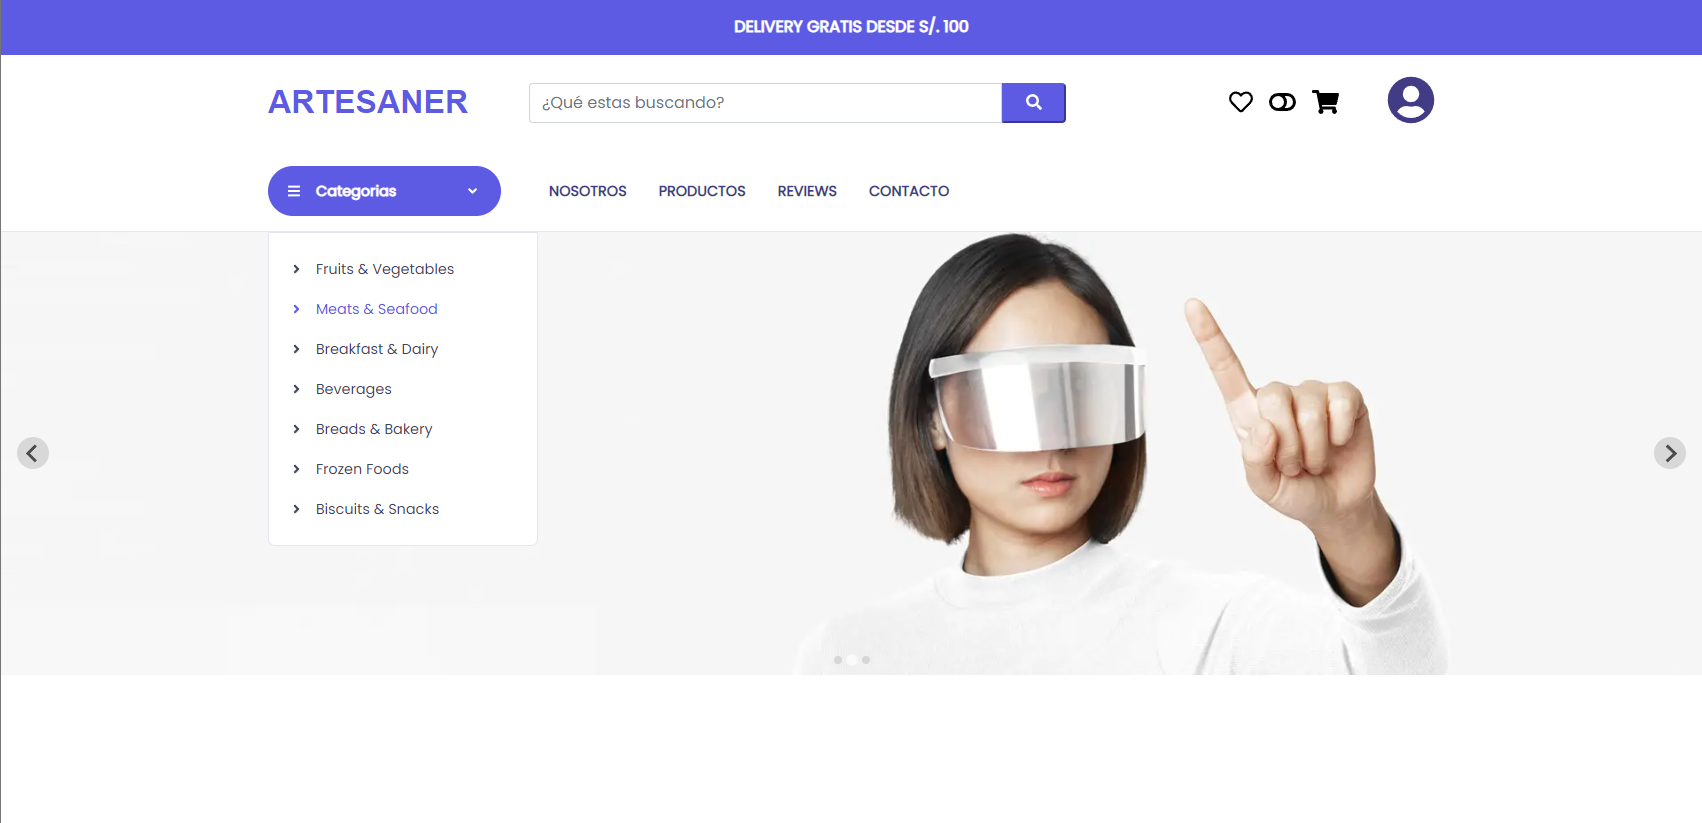 DELIVERY GRATIS DESDE S/. 100
ARTESANER
¿Qué estas buscando?
Categorias
NOSOTROS
PRODUCTOS
REVIEWS
CONTACTO
Fruits & Vegetables
Meats & Seafood
Breakfast & Dairy
Beverages
Breads & Bakery
Frozen Foods
Biscuits & Snacks